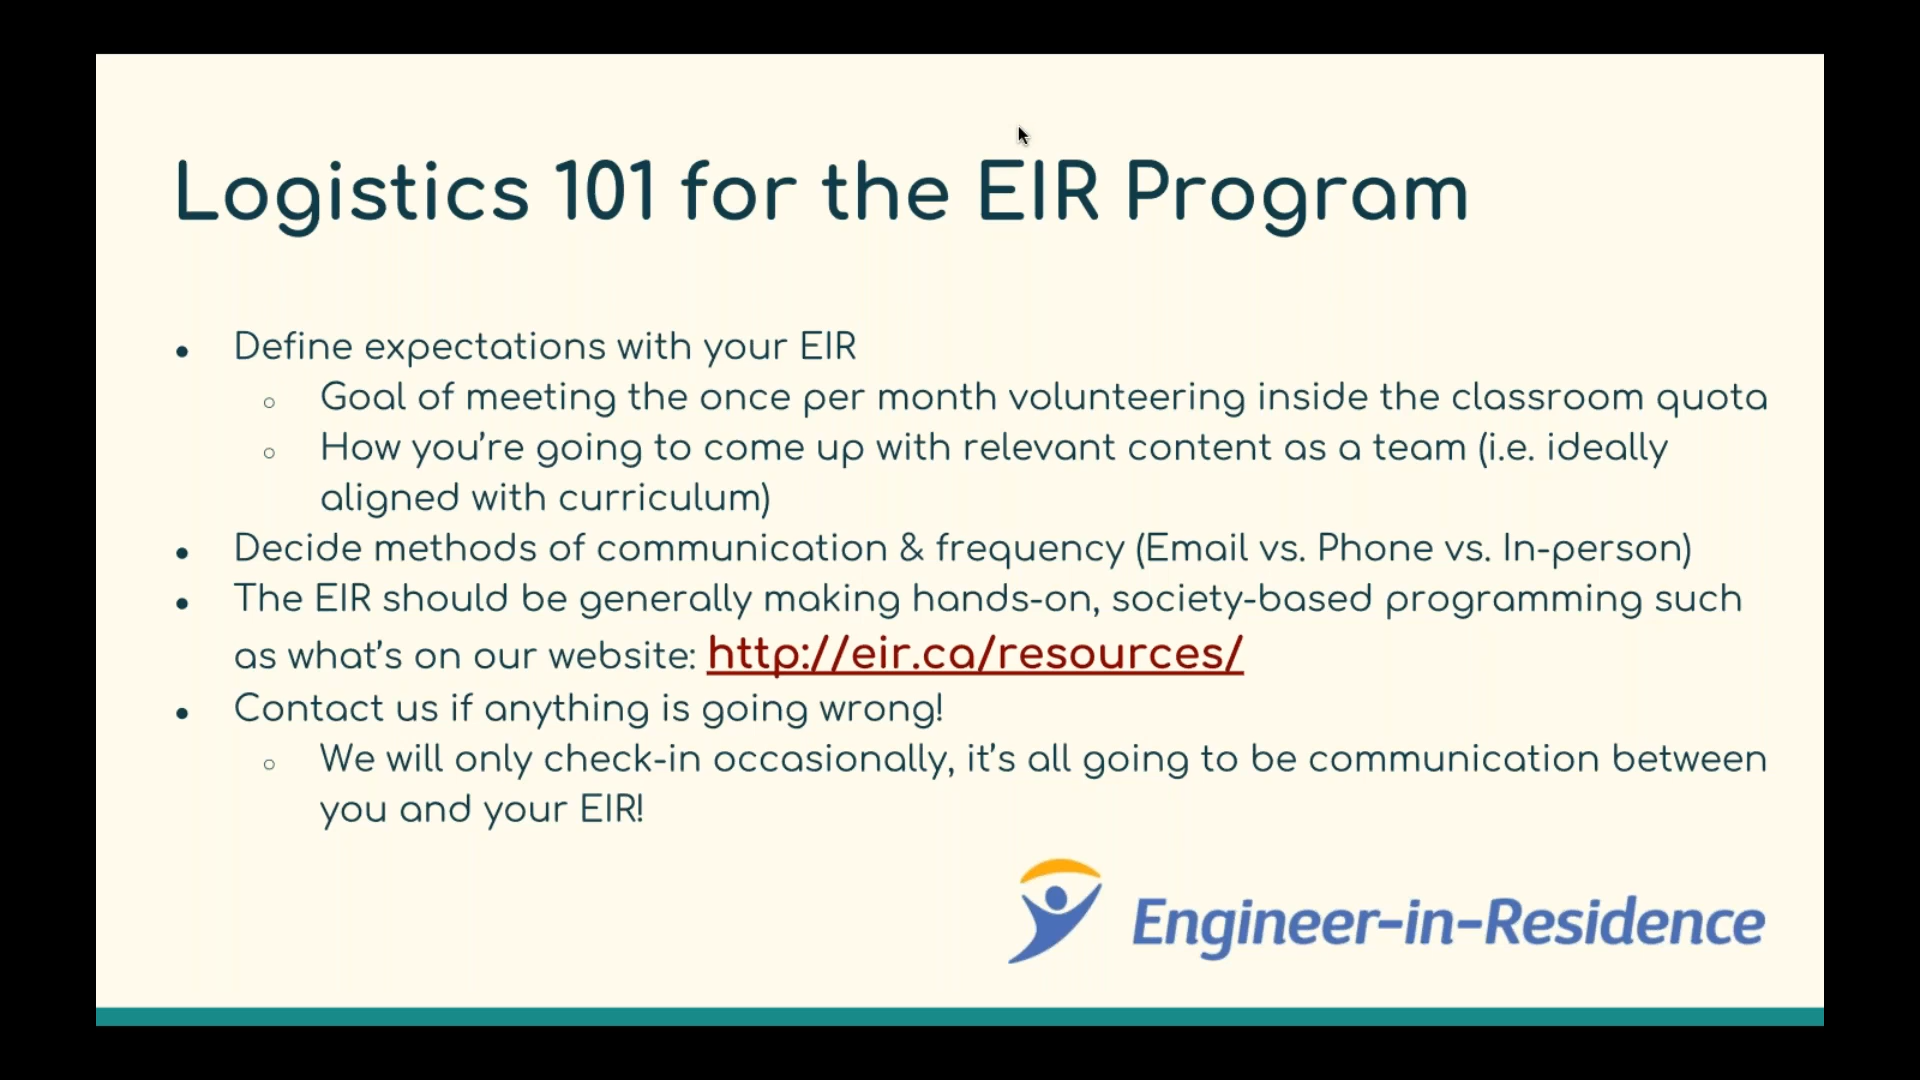 Logistics 101 for the EIR Program
● Define expectations with your EIR
○ Goal of meeting the once per month volunteering inside the classroom quota
○ How you're going to come up with relevant content as a team (i.e. ideally
aligned with curriculum)
● Decide methods of communication & frequency (Email vs. Phone vs. In-person)
● The EIR should be generally making hands-on, society-based programming such
as what's on our website: http://eir.ca/resources/
● Contact us if anything is going wrong!
○ We will only check-in occasionally, it's all going to be communication between
you and your EIR!
Engineer-in-Residence